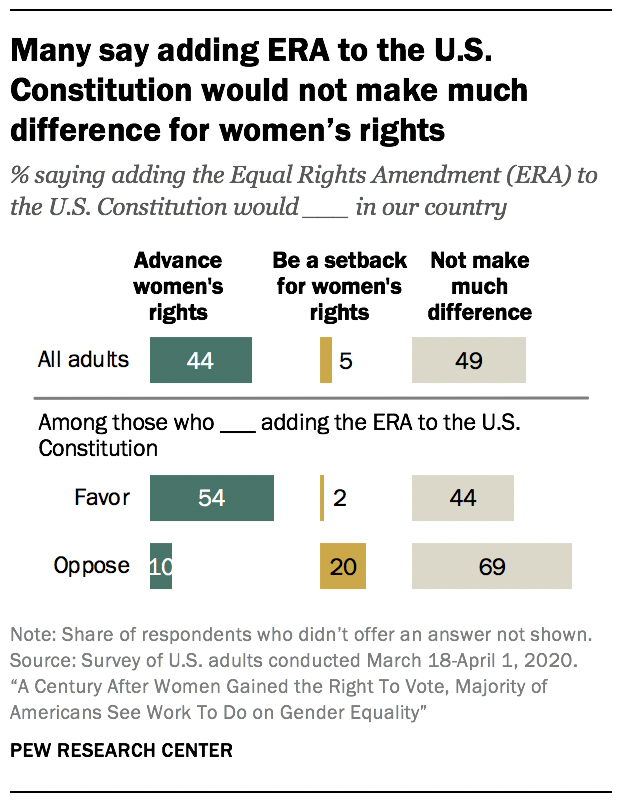 Many say adding ERA to the U.S.
Constitution would not make much
difference for women’s rights
% saying adding the Equal Rights Amendment (ERA) to
the U.S. Constitution would ___ in our country
Advance women's rights
Be a setback for women's rights
Not make much difference
All adults 44 5 49
Among those who ___ adding the ERA to the U.S.
Constitution
Favor 54 2 44
Oppose 10 20 69
Note: Share of respondents who didn’t offer an answer not shown.
Source: Survey of U.S. adults conducted March 18-April 1, 2020.
“A Century After Women Gained the Right To Vote, Majority of
Americans See Work To Do on Gender Equality”
PEW RESEARCH CENTER